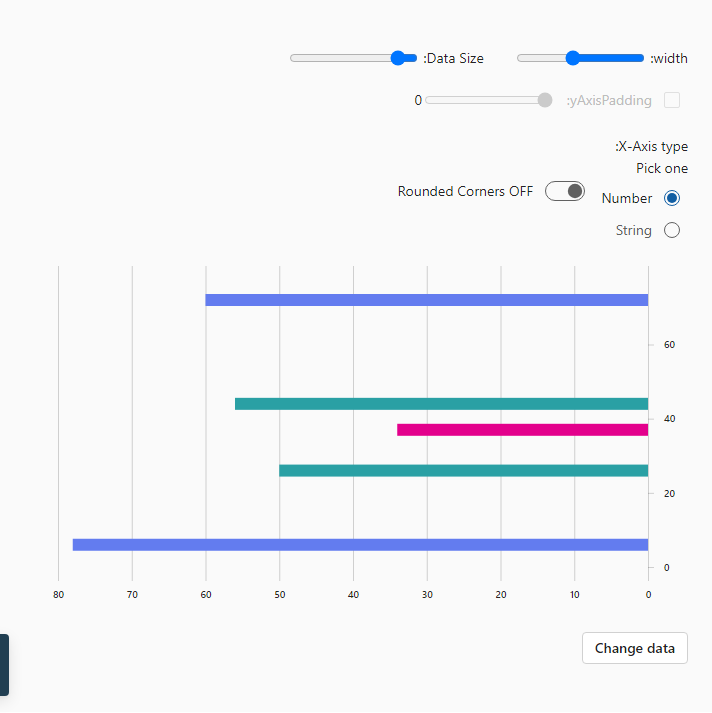 :width
:Data Size
:yAxisPadding
0
:X-Axis type
Pick one
Number
Rounded Corners OFF
String
60
40
20
0
80 70 60 50 40 30 20 10 0
Change data